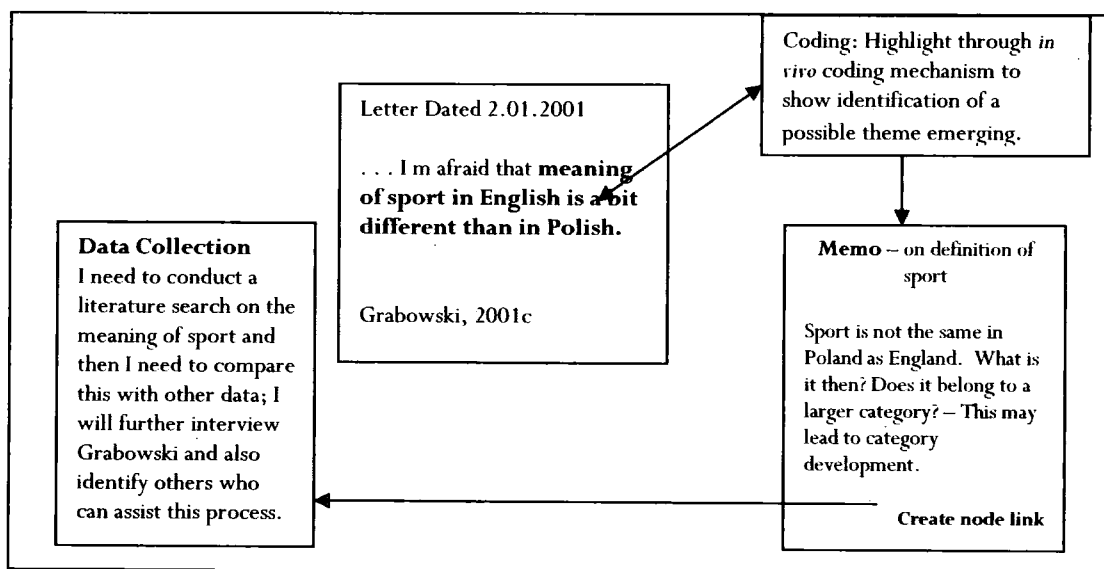 Coding: Highlight through in
vivo coding mechanism to
show identification of a
possible theme emerging.
Letter Dated 2.01.2001
. . . I m afraid that meaning
of sport in English is a bit
different than in Polish.
Grabowski, 2001c
Data Collection
I need to conduct a
literature search on the
meaning of sport and
then I need to compare
this with other data; I
will further interview
Grabowski and also
identify others who
can assist this process.
Memo – on definition of
sport
Sport is not the same in
Poland as England. What is
it then? Does it belong to a
larger category? – This may
lead to category
development.
Create node link